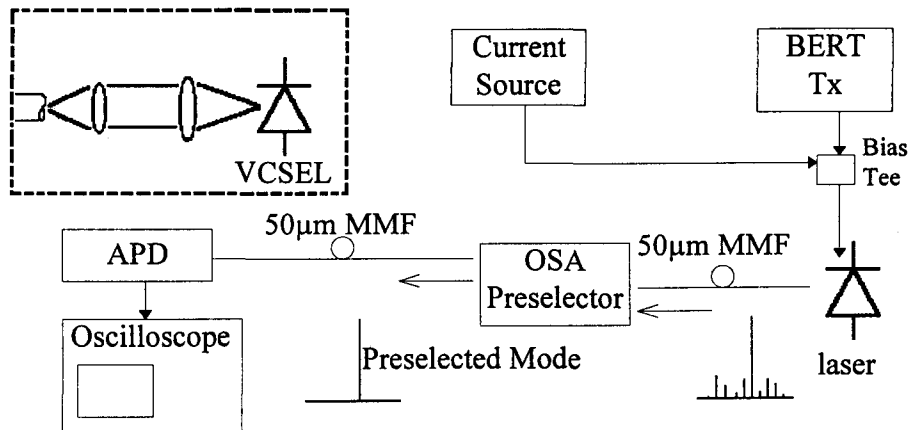 Current
Source
BERT
Tx
VCSEL
Bias
Tee
50µm MMF
50µm MMF
APD
OSA
Preselector
Oscilloscope
Preselected Mode
laser